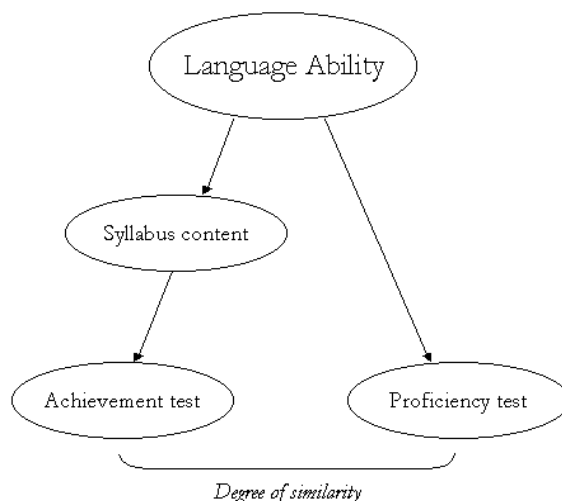 Language Ability
Syllabus content
Achievement test
Proficiency test
Degree of similarity